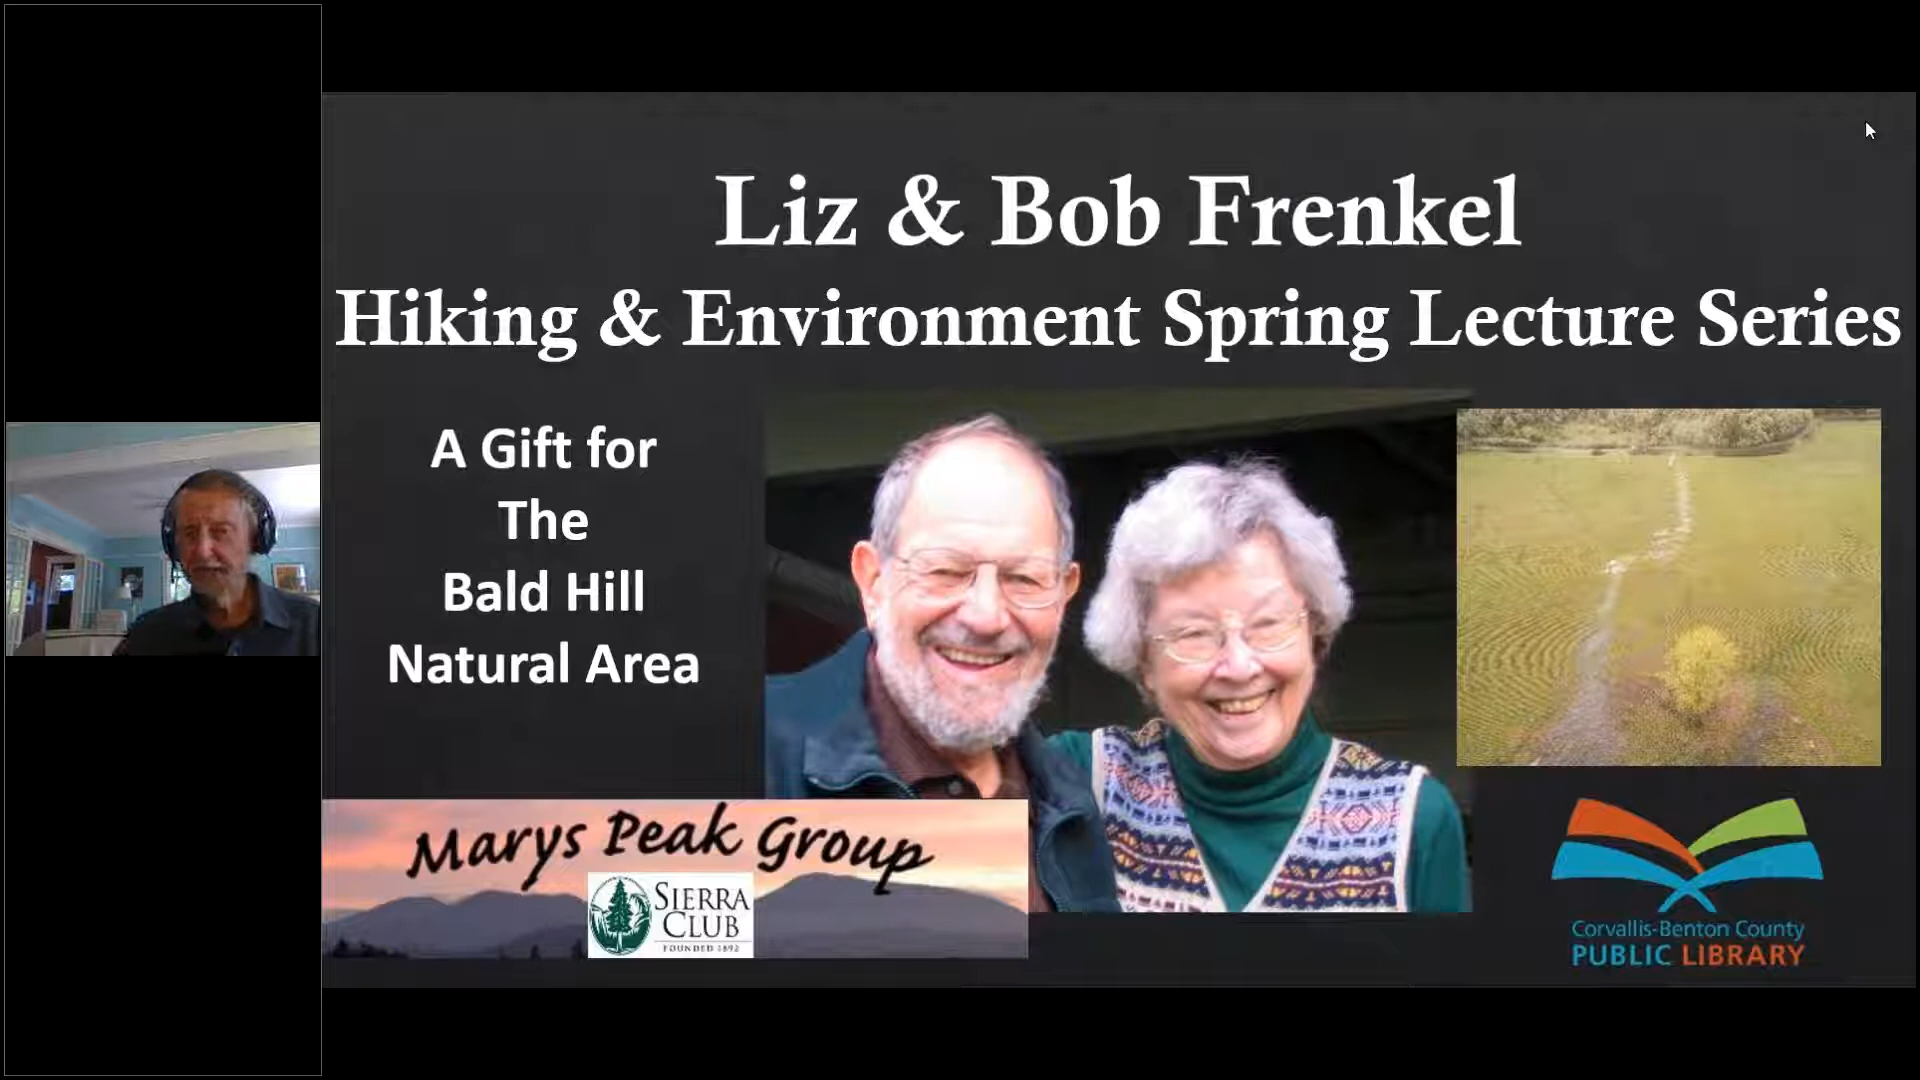 Liz & Bob Frenkel
Hiking & Environment Spring Lecture Series
A Gift for
The
Bald Hill
Natural Area
Marys Peak Group
SIERRA
CLUB
FOUNDED 1892
Corvallis-Benton County
PUBLIC LIBRARY